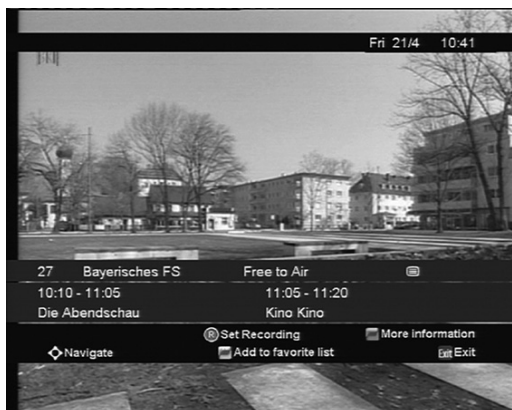 Fri 21/4 10:41
27 Bayerisches FS Free to Air
10:10 - 11:05 11:05 - 11:20
Die Abendschau Kino Kino
R Set Recording More information
Navigate Add to favorite list Exit Exit